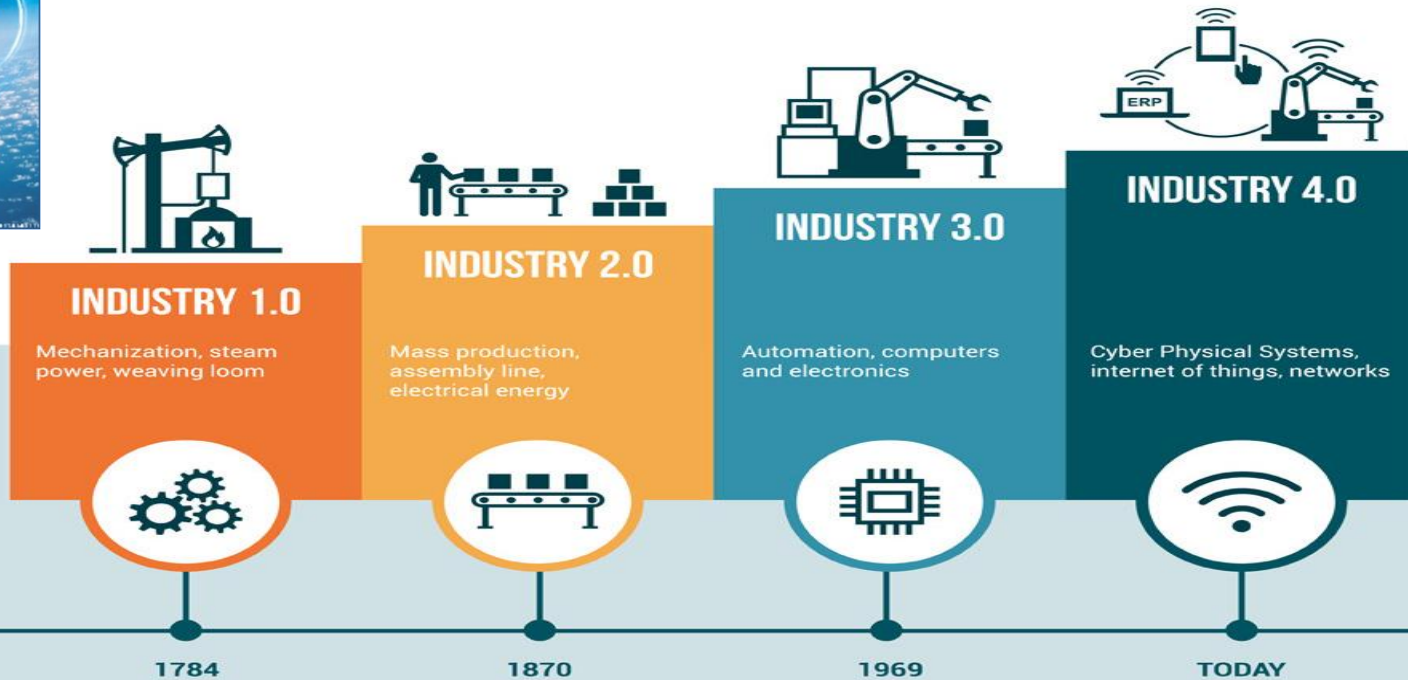 ERP
INDUSTRY 1.0
Mechanization, steam
power, weaving loom
INDUSTRY 2.0
Mass production,
assembly line,
electrical energy
INDUSTRY 3.0
Automation, computers
and electronics
INDUSTRY 4.0
Cyber Physical Systems,
internet of things, networks
1784
1870
1969
TODAY